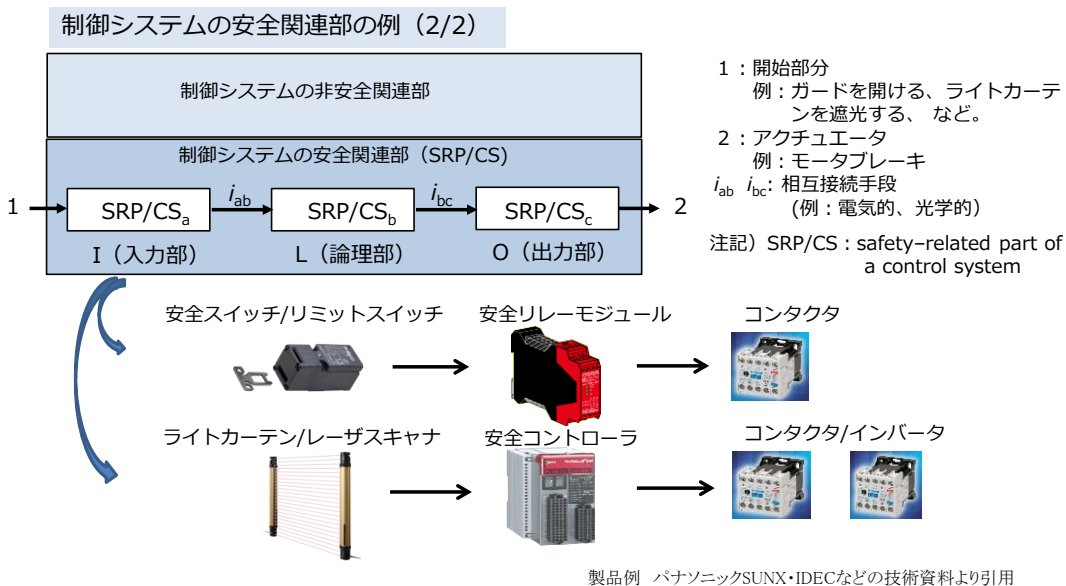 制御システムの安全関連部の例（2/2）
制御システムの非安全関連部
制御システムの安全関連部（SRP/CS)
1
SRP/CSa
iab
SRP/CSb
ibc
SRP/CSc
2
I（入力部）
L（論理部）
O（出力部）
1：開始部分
例：ガードを開ける、ライトカーテ
ンを遮光する、 など。
2：アクチュエータ
例：モータブレーキ
iab ibc: 相互接続手段
(例：電気的、光学的）
注記）SRP/CS：safety–related part of
a control system
安全スイッチ/リミットスイッチ
安全リレーモジュール
コンタクタ
ライトカーテン/レーザスキャナ
安全コントローラ
コンタクタ/インバータ
製品例 パナソニックSUNX・IDECなどの技術資料より引用